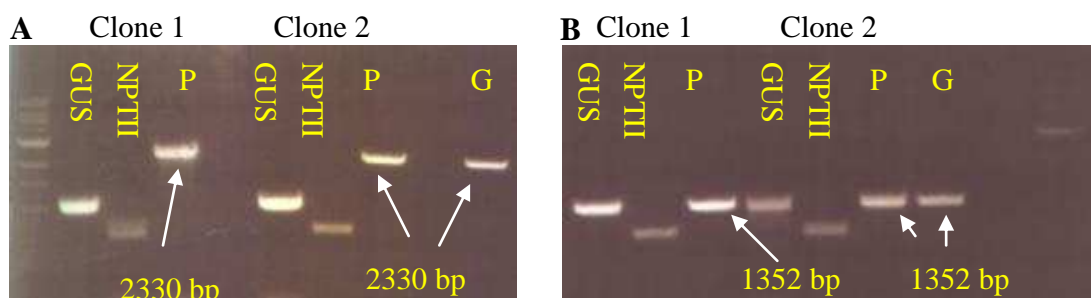 A Clone 1 Clone 2
GUS NPTII P GUS NPTII P G
2330 bp 2330 bp
B Clone 1 Clone 2
GUS NPTII P GUS NPTII P G
1352 bp 1352 bp